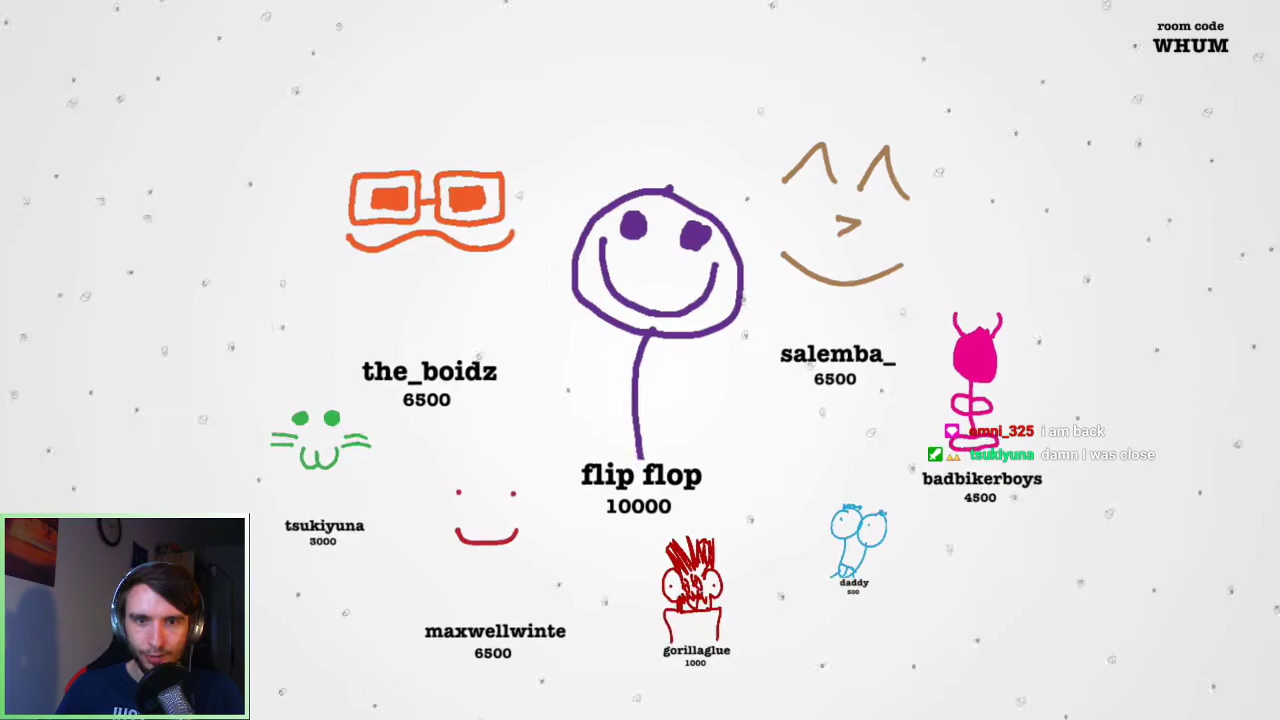 room code
WHUM
the_boidz
6500
flip flop
10000
salemba_
6500
omni_325 i am back
tsukiyuna damn I was close
badbikerboys
4500
tsukiyuna
3000
maxwellwinte
6500
gorillaglue
1000
daddy
500